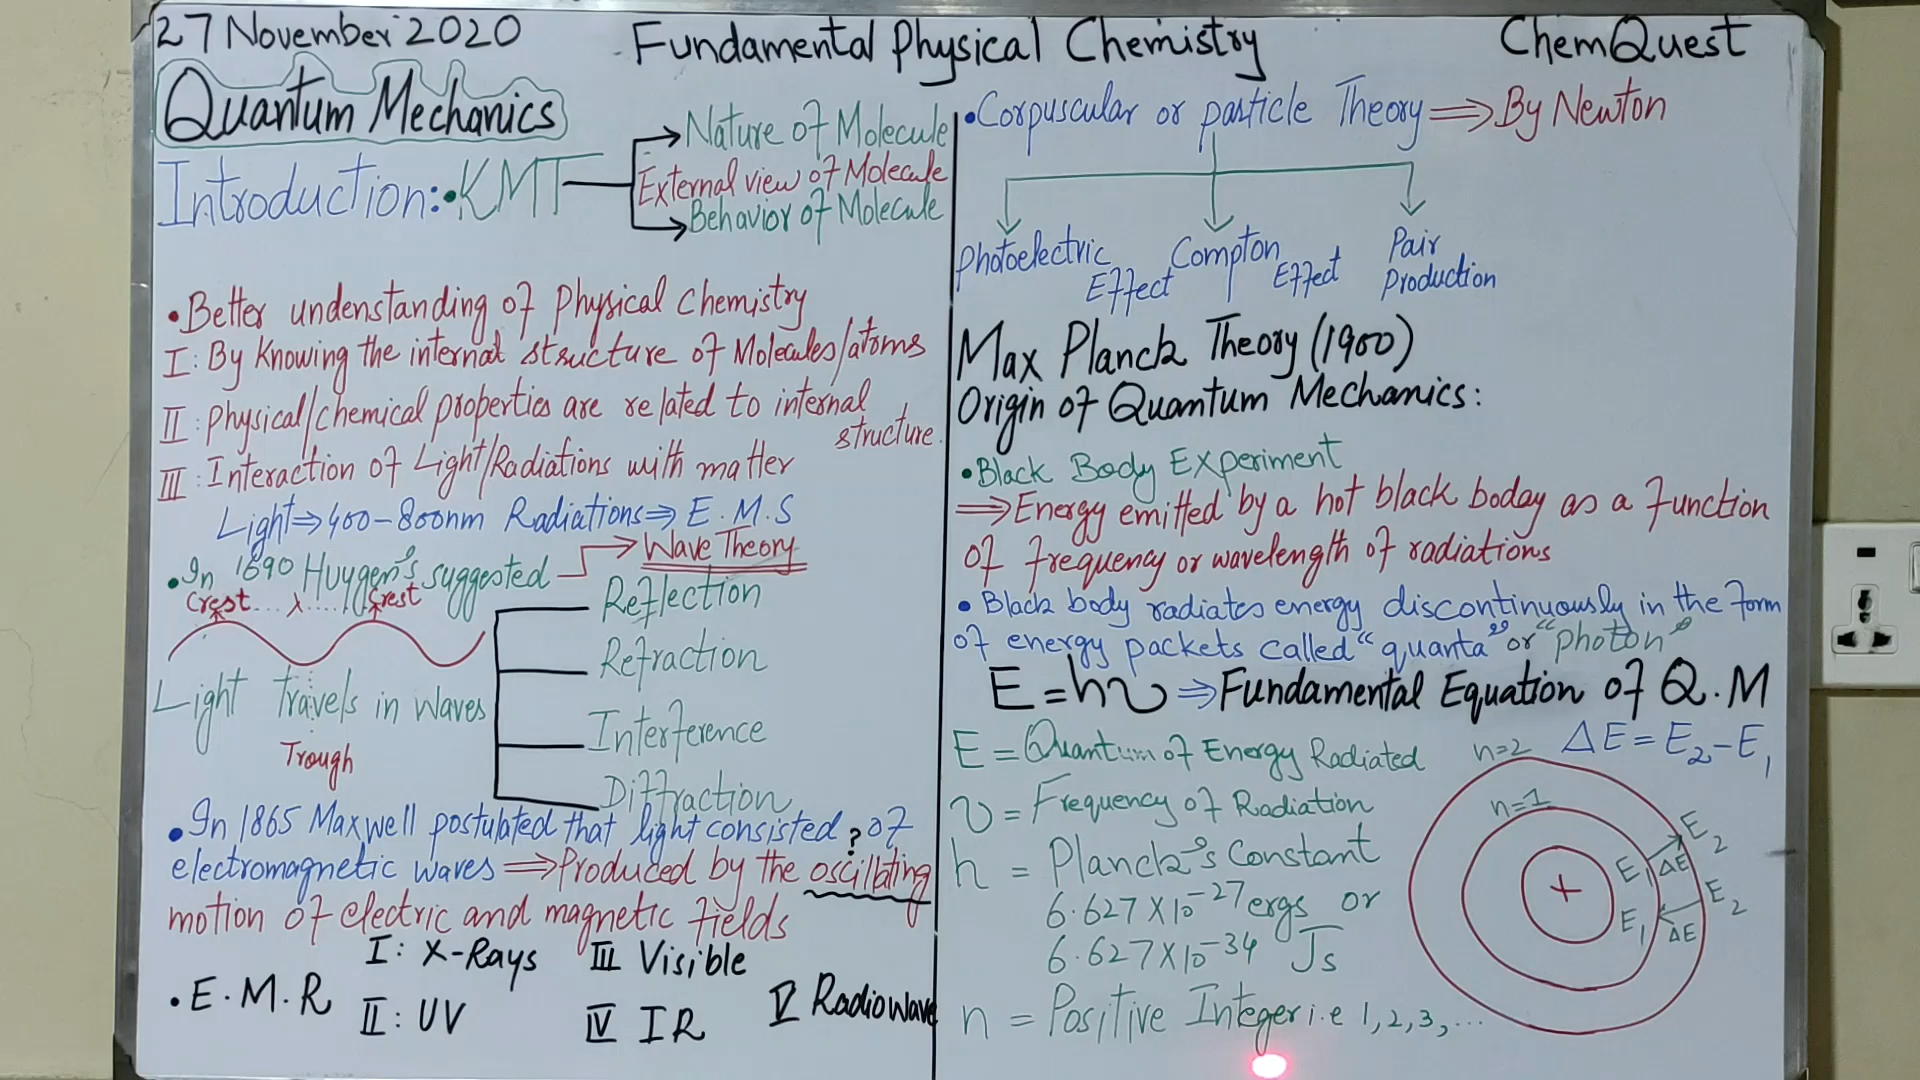 27 November 2020
Fundamental Physical Chemistry
ChemQuest
Quantum Mechanics
Introduction: • KMT
Nature of Molecule
External view of Molecule
Behavior of Molecule
• Better understanding of Physical Chemistry
I: By Knowing the internal structure of Molecules/atoms
II: Physical/chemical properties are related to internal structure.
III: Interaction of Light/Radiations with matter
Light ⇒ 400-800nm Radiations ⇒ E.M.S
• In 1690 Huygen's suggested → Wave Theory
Crest.... λ ..... Crest
Light Travels in waves
Trough
Reflection
Refraction
Interference
Diffraction
• In 1865 Maxwell postulated that light consisted ? of
electromagnetic waves ⇒ Produced by the oscillating
motion of electric and magnetic fields
• E.M.R
I: X-Rays
II: UV
III Visible
IV IR
V Radiowave
• Corpuscular or particle Theory ⇒ By Newton
Photoelectric Effect
Compton Effect
Pair Production
Max Planck Theory (1900)
Origin of Quantum Mechanics:
• Black Body Experiment
⇒ Energy emitted by a hot black boday as a function
of frequency or wavelength of radiations
• Black body radiates energy discontinuously in the form
of energy packets called "quanta" or "photon"
E = hν ⇒ Fundamental Equation of Q.M
E = Quantum of Energy Radiated
ν = Frequency of Radiation
h = Planck's Constant
6.627 X 10⁻²⁷ ergs or
6.627 X 10⁻³⁴ Js
n = Positive Integer i.e 1, 2, 3, ...
ΔE = E₂ - E₁
n=2
n=1
E₂
E₁ ΔE
E₂
E₁ ΔE
+